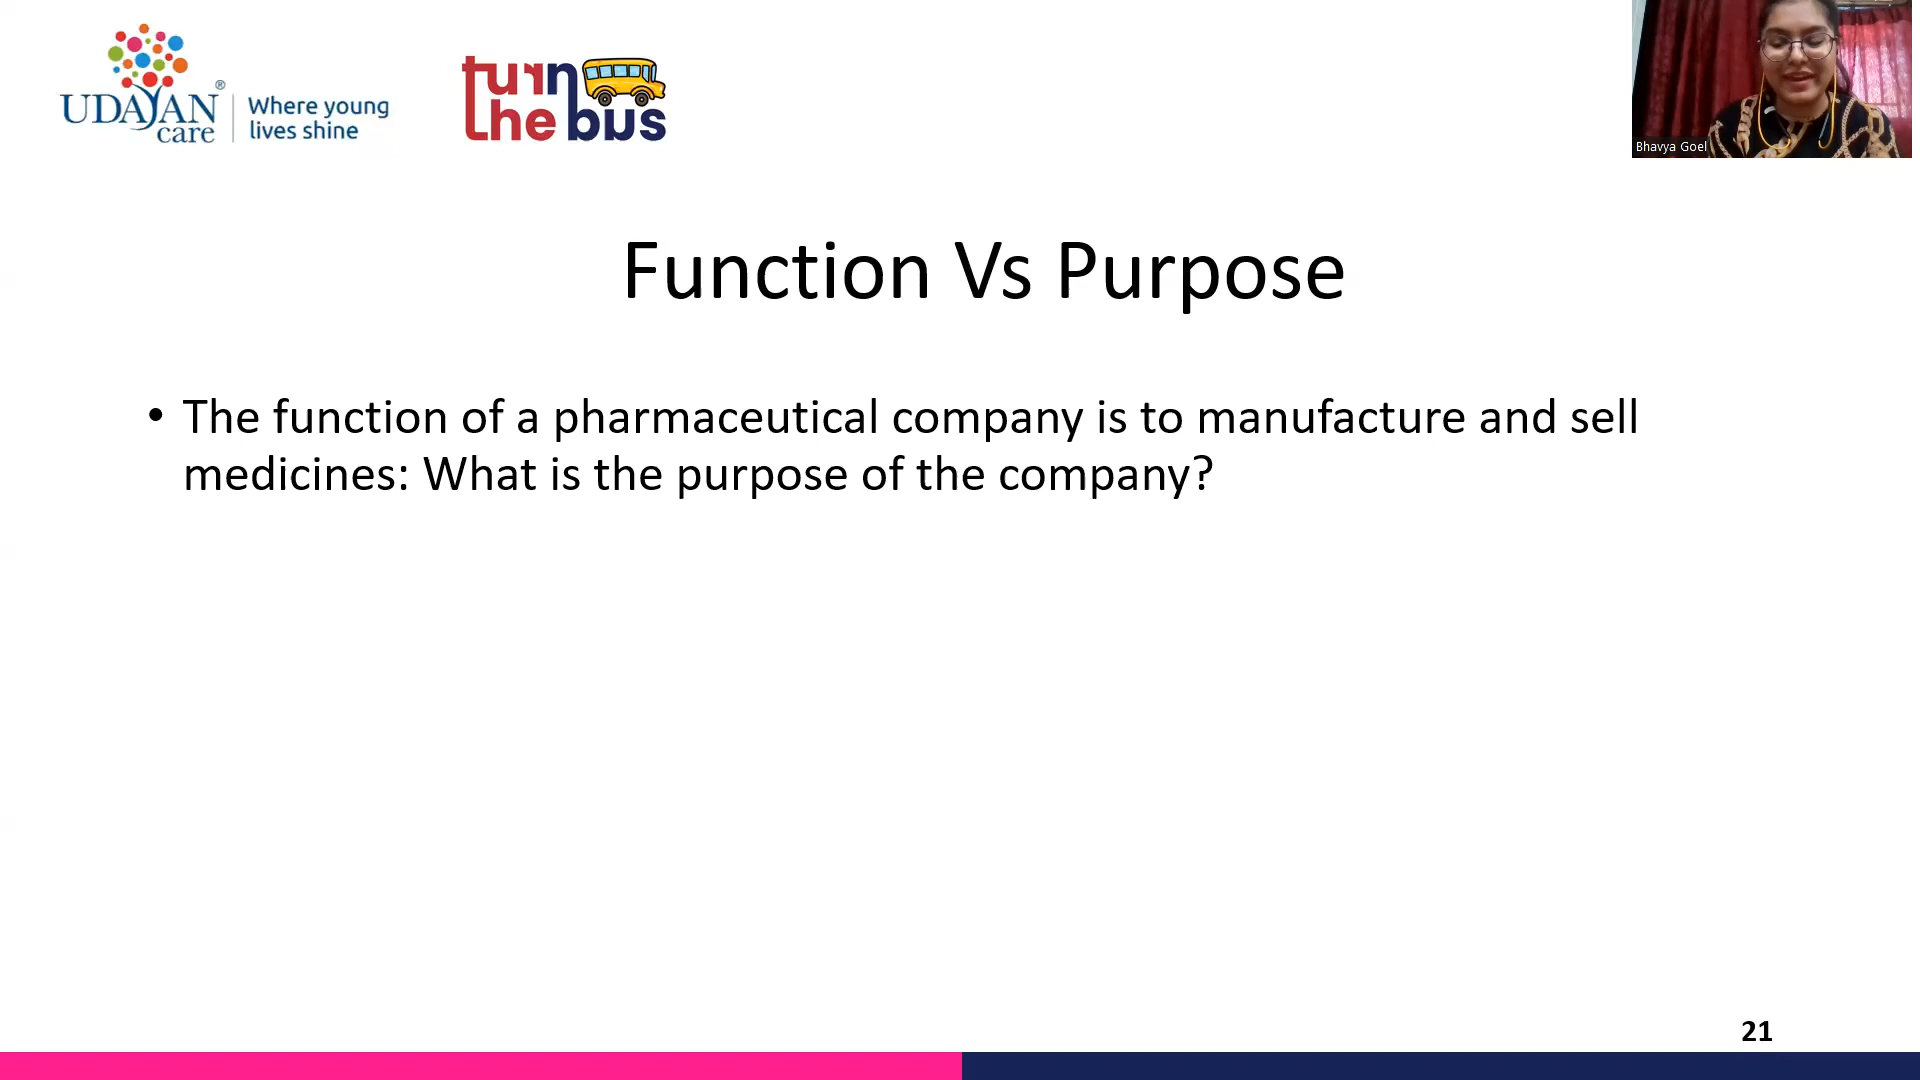 UDAYAN care ®
Where young
lives shine
turn
the bus
Bhavya Goel
Function Vs Purpose
• The function of a pharmaceutical company is to manufacture and sell
medicines: What is the purpose of the company?
21